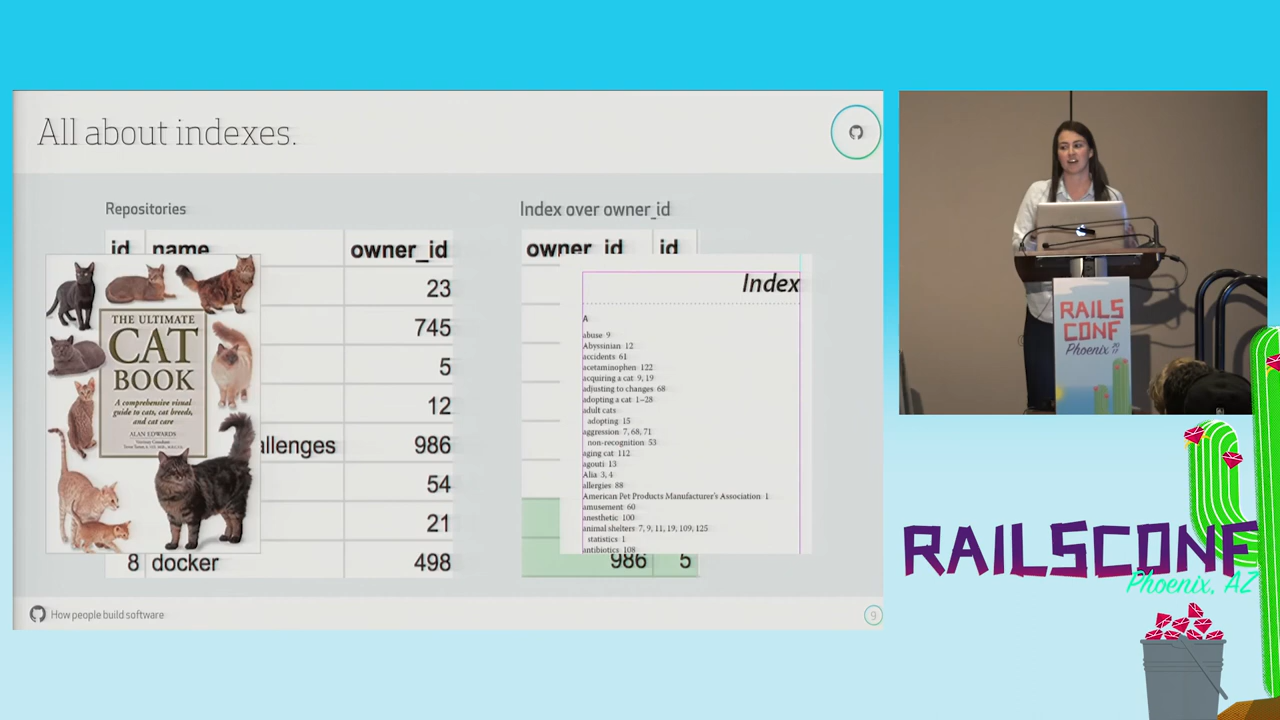 All about indexes.
Repositories
Index over owner_id
id name owner_id
owner_id id
23
745
5
12
allenges 986
54
21
8 docker 498
986 5
THE ULTIMATE
CAT
BOOK
A comprehensive visual
guide to cats, cat breeds,
and cat care
ALAN EDWARDS
Index
A
abuse 9
Abyssinian 12
accidents 61
acetaminophen 122
acquiring a cat 9, 19
adjusting to changes 68
adopting a cat 1–28
adult cats
adopting 15
aggression 7, 68, 71
non-recognition 53
aging cat 112
agouti 13
Alia 3, 4
allergies 88
American Pet Products Manufacturer's Association 1
amusement 60
anesthetic 100
animal shelters 7, 9, 11, 19, 109, 125
statistics 1
antibiotics 108
How people build software
9
RAILS
CONF
Phoenix 2017
RAILSCONF
Phoenix, AZ